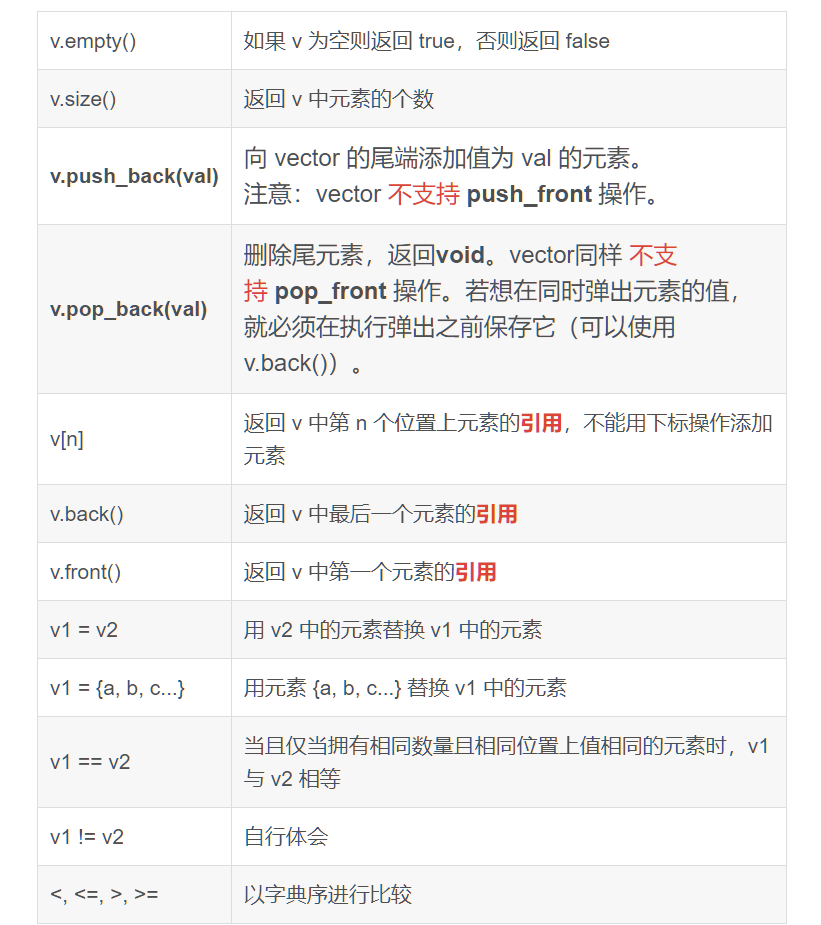 v.empty()
如果 v 为空则返回 true，否则返回 false
v.size()
返回 v 中元素的个数
v.push_back(val)
向 vector 的尾端添加值为 val 的元素。
注意：vector 不支持 push_front 操作。
v.pop_back(val)
删除尾元素，返回void。vector同样 不支
持 pop_front 操作。若想在同时弹出元素的值，
就必须在执行弹出之前保存它（可以使用
v.back()）。
v[n]
返回 v 中第 n 个位置上元素的引用，不能用下标操作添加
元素
v.back()
返回 v 中最后一个元素的引用
v.front()
返回 v 中第一个元素的引用
v1 = v2
用 v2 中的元素替换 v1 中的元素
v1 = {a, b, c...}
用元素 {a, b, c...} 替换 v1 中的元素
v1 == v2
当且仅当拥有相同数量且相同位置上值相同的元素时，v1
与 v2 相等
v1 != v2
自行体会
<, <=, >, >=
以字典序进行比较